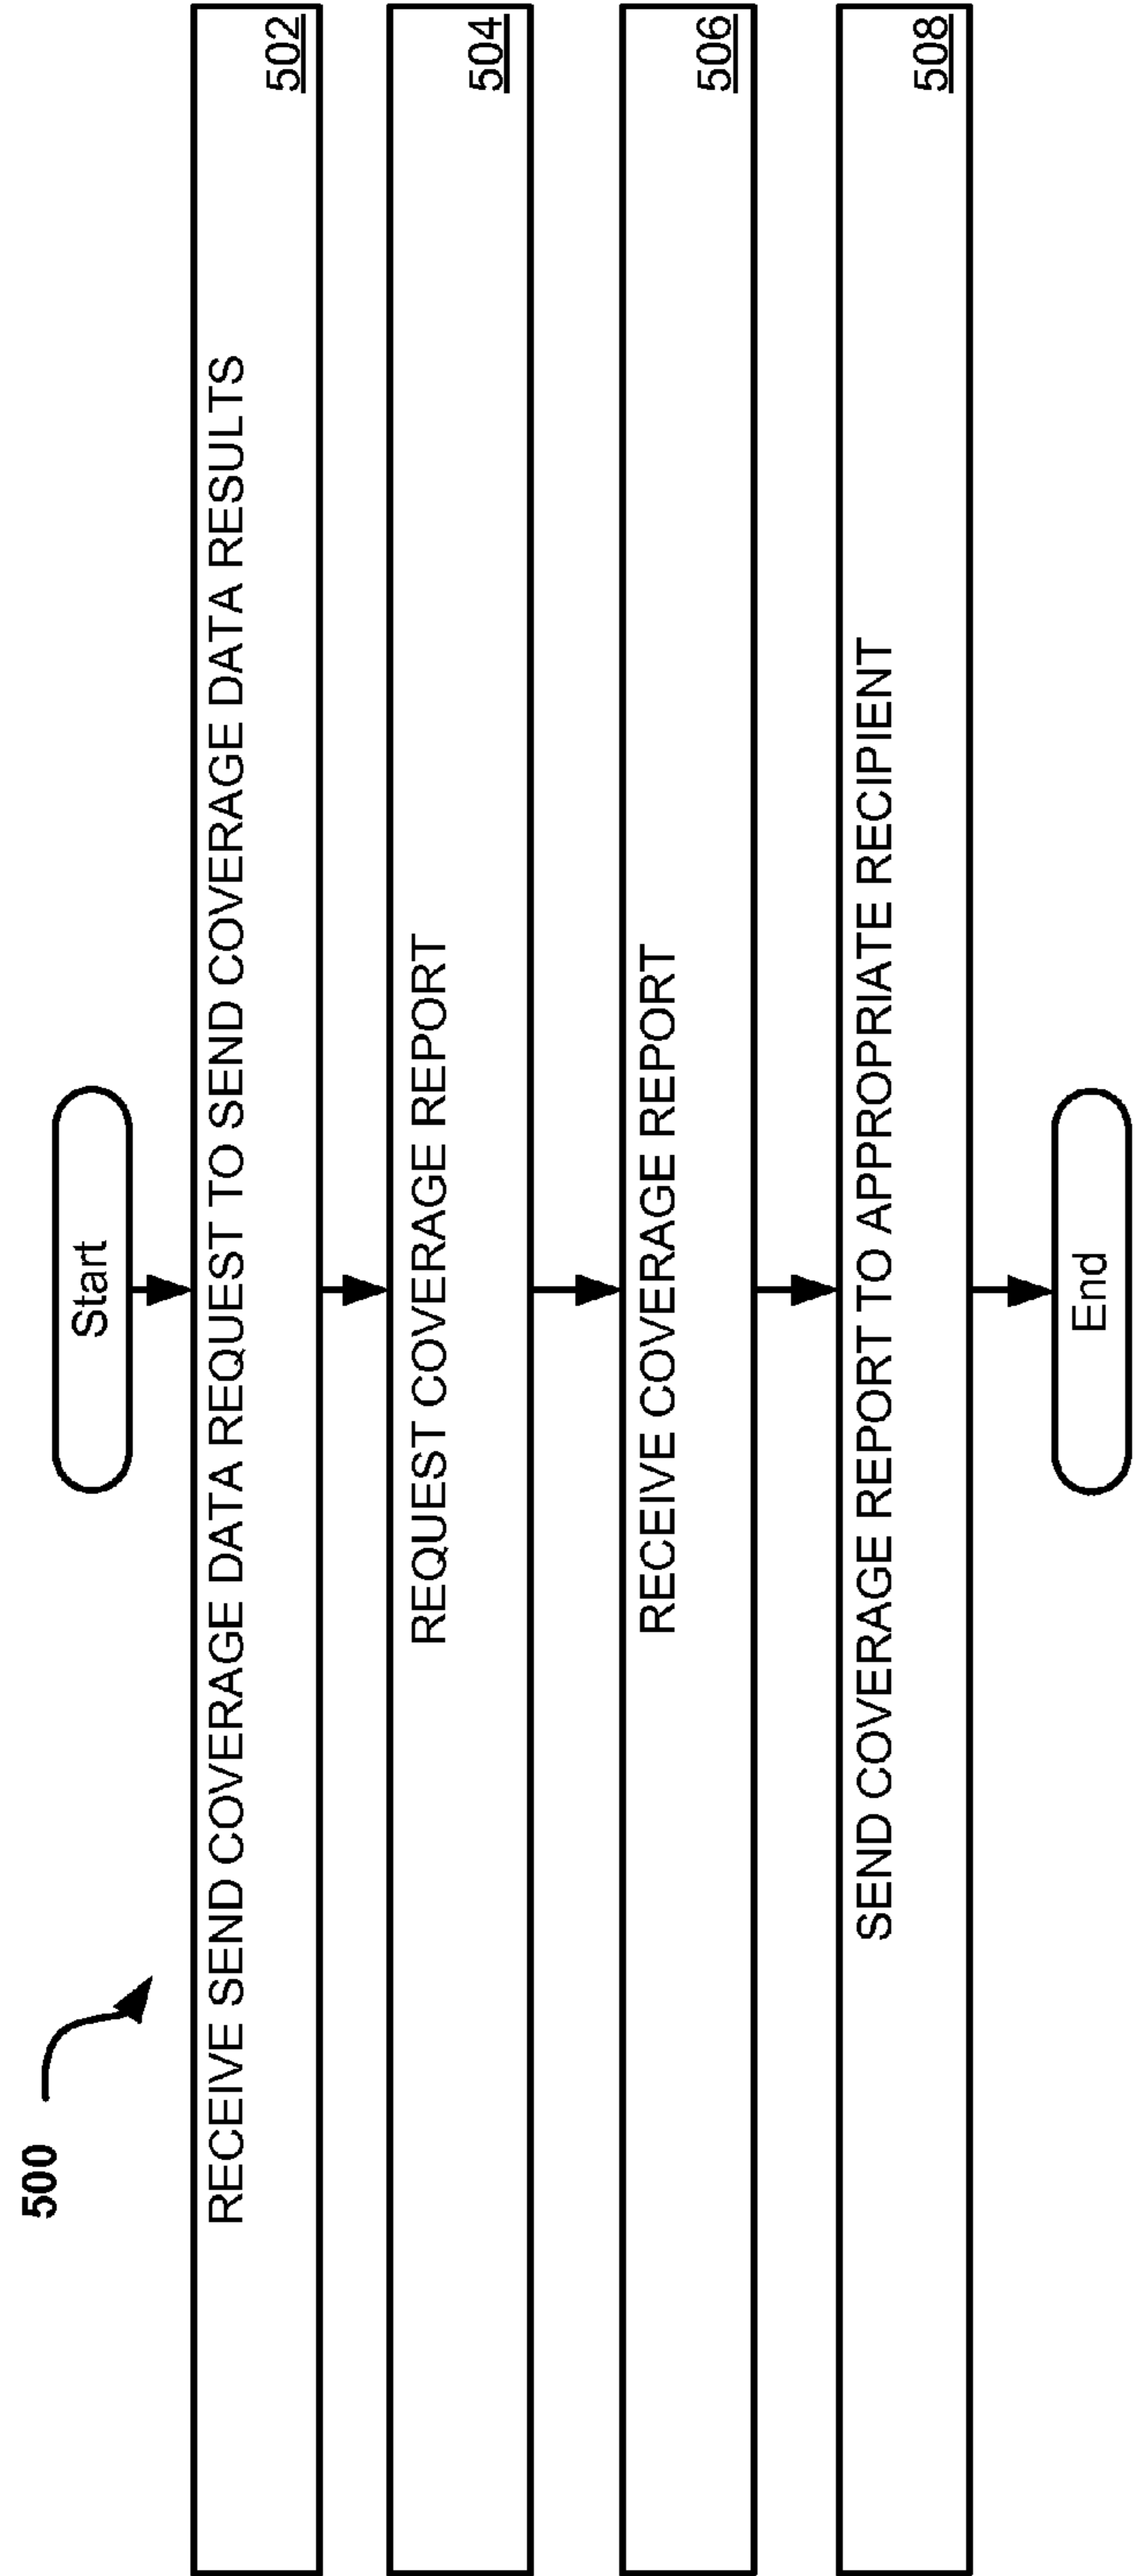 500
Start
RECEIVE SEND COVERAGE DATA REQUEST TO SEND COVERAGE DATA RESULTS
502
REQUEST COVERAGE REPORT
504
RECEIVE COVERAGE REPORT
506
SEND COVERAGE REPORT TO APPROPRIATE RECIPIENT
508
End